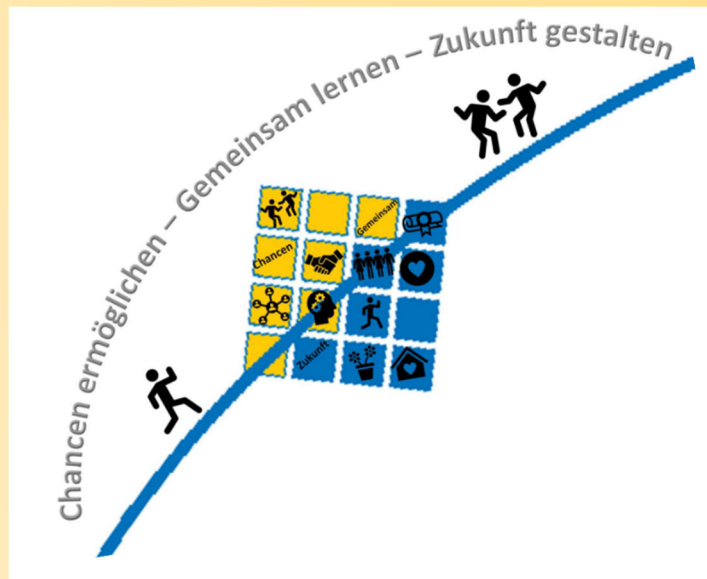 Chancen ermöglichen – Gemeinsam lernen – Zukunft gestalten
Gemeinsam
Chancen
Zukunft